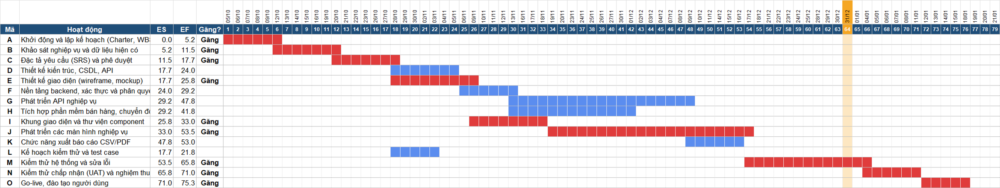 05/10 06/10 07/10 08/10 09/10 12/10 13/10 14/10 15/10 16/10 19/10 20/10 21/10 22/10 23/10 26/10 27/10 28/10 29/10 30/10 02/11 03/11 04/11 05/11 06/11 09/11 10/11 11/11 12/11 13/11 16/11 17/11 18/11 19/11 20/11 23/11 24/11 25/11 26/11 27/11 30/11 01/12 02/12 03/12 04/12 07/12 08/12 09/12 10/12 11/12 14/12 15/12 16/12 17/12 18/12 21/12 22/12 23/12 24/12 25/12 28/12 29/12 30/12 31/12 01/01 04/01 05/01 06/01 07/01 08/01 11/01 12/01 13/01 14/01 15/01 18/01 19/01 20/01 21/01
Mã Hoạt động ES EF Găng? 1 2 3 4 5 6 7 8 9 10 11 12 13 14 15 16 17 18 19 20 21 22 23 24 25 26 27 28 29 30 31 32 33 34 35 36 37 38 39 40 41 42 43 44 45 46 47 48 49 50 51 52 53 54 55 56 57 58 59 60 61 62 63 64 65 66 67 68 69 70 71 72 73 74 75 76 77 78 79
A Khởi động và lập kế hoạch (Charter, WBS 0.0 5.2 Găng
B Khảo sát nghiệp vụ và dữ liệu hiện có 5.2 11.5 Găng
C Đặc tả yêu cầu (SRS) và phê duyệt 11.5 17.7 Găng
D Thiết kế kiến trúc, CSDL, API 17.7 24.0
E Thiết kế giao diện (wireframe, mockup) 17.7 25.8 Găng
F Nền tảng backend, xác thực và phân quyề 24.0 29.2
G Phát triển API nghiệp vụ 29.2 47.8
H Tích hợp phần mềm bán hàng, chuyển đổ 29.2 41.8
I Khung giao diện và thư viện component 25.8 33.0 Găng
J Phát triển các màn hình nghiệp vụ 33.0 53.5 Găng
K Chức năng xuất báo cáo CSV/PDF 47.8 53.0
L Kế hoạch kiểm thử và test case 17.7 21.8
M Kiểm thử hệ thống và sửa lỗi 53.5 65.8 Găng
N Kiểm thử chấp nhận (UAT) và nghiệm thu 65.8 71.0 Găng
O Go-live, đào tạo người dùng 71.0 75.3 Găng